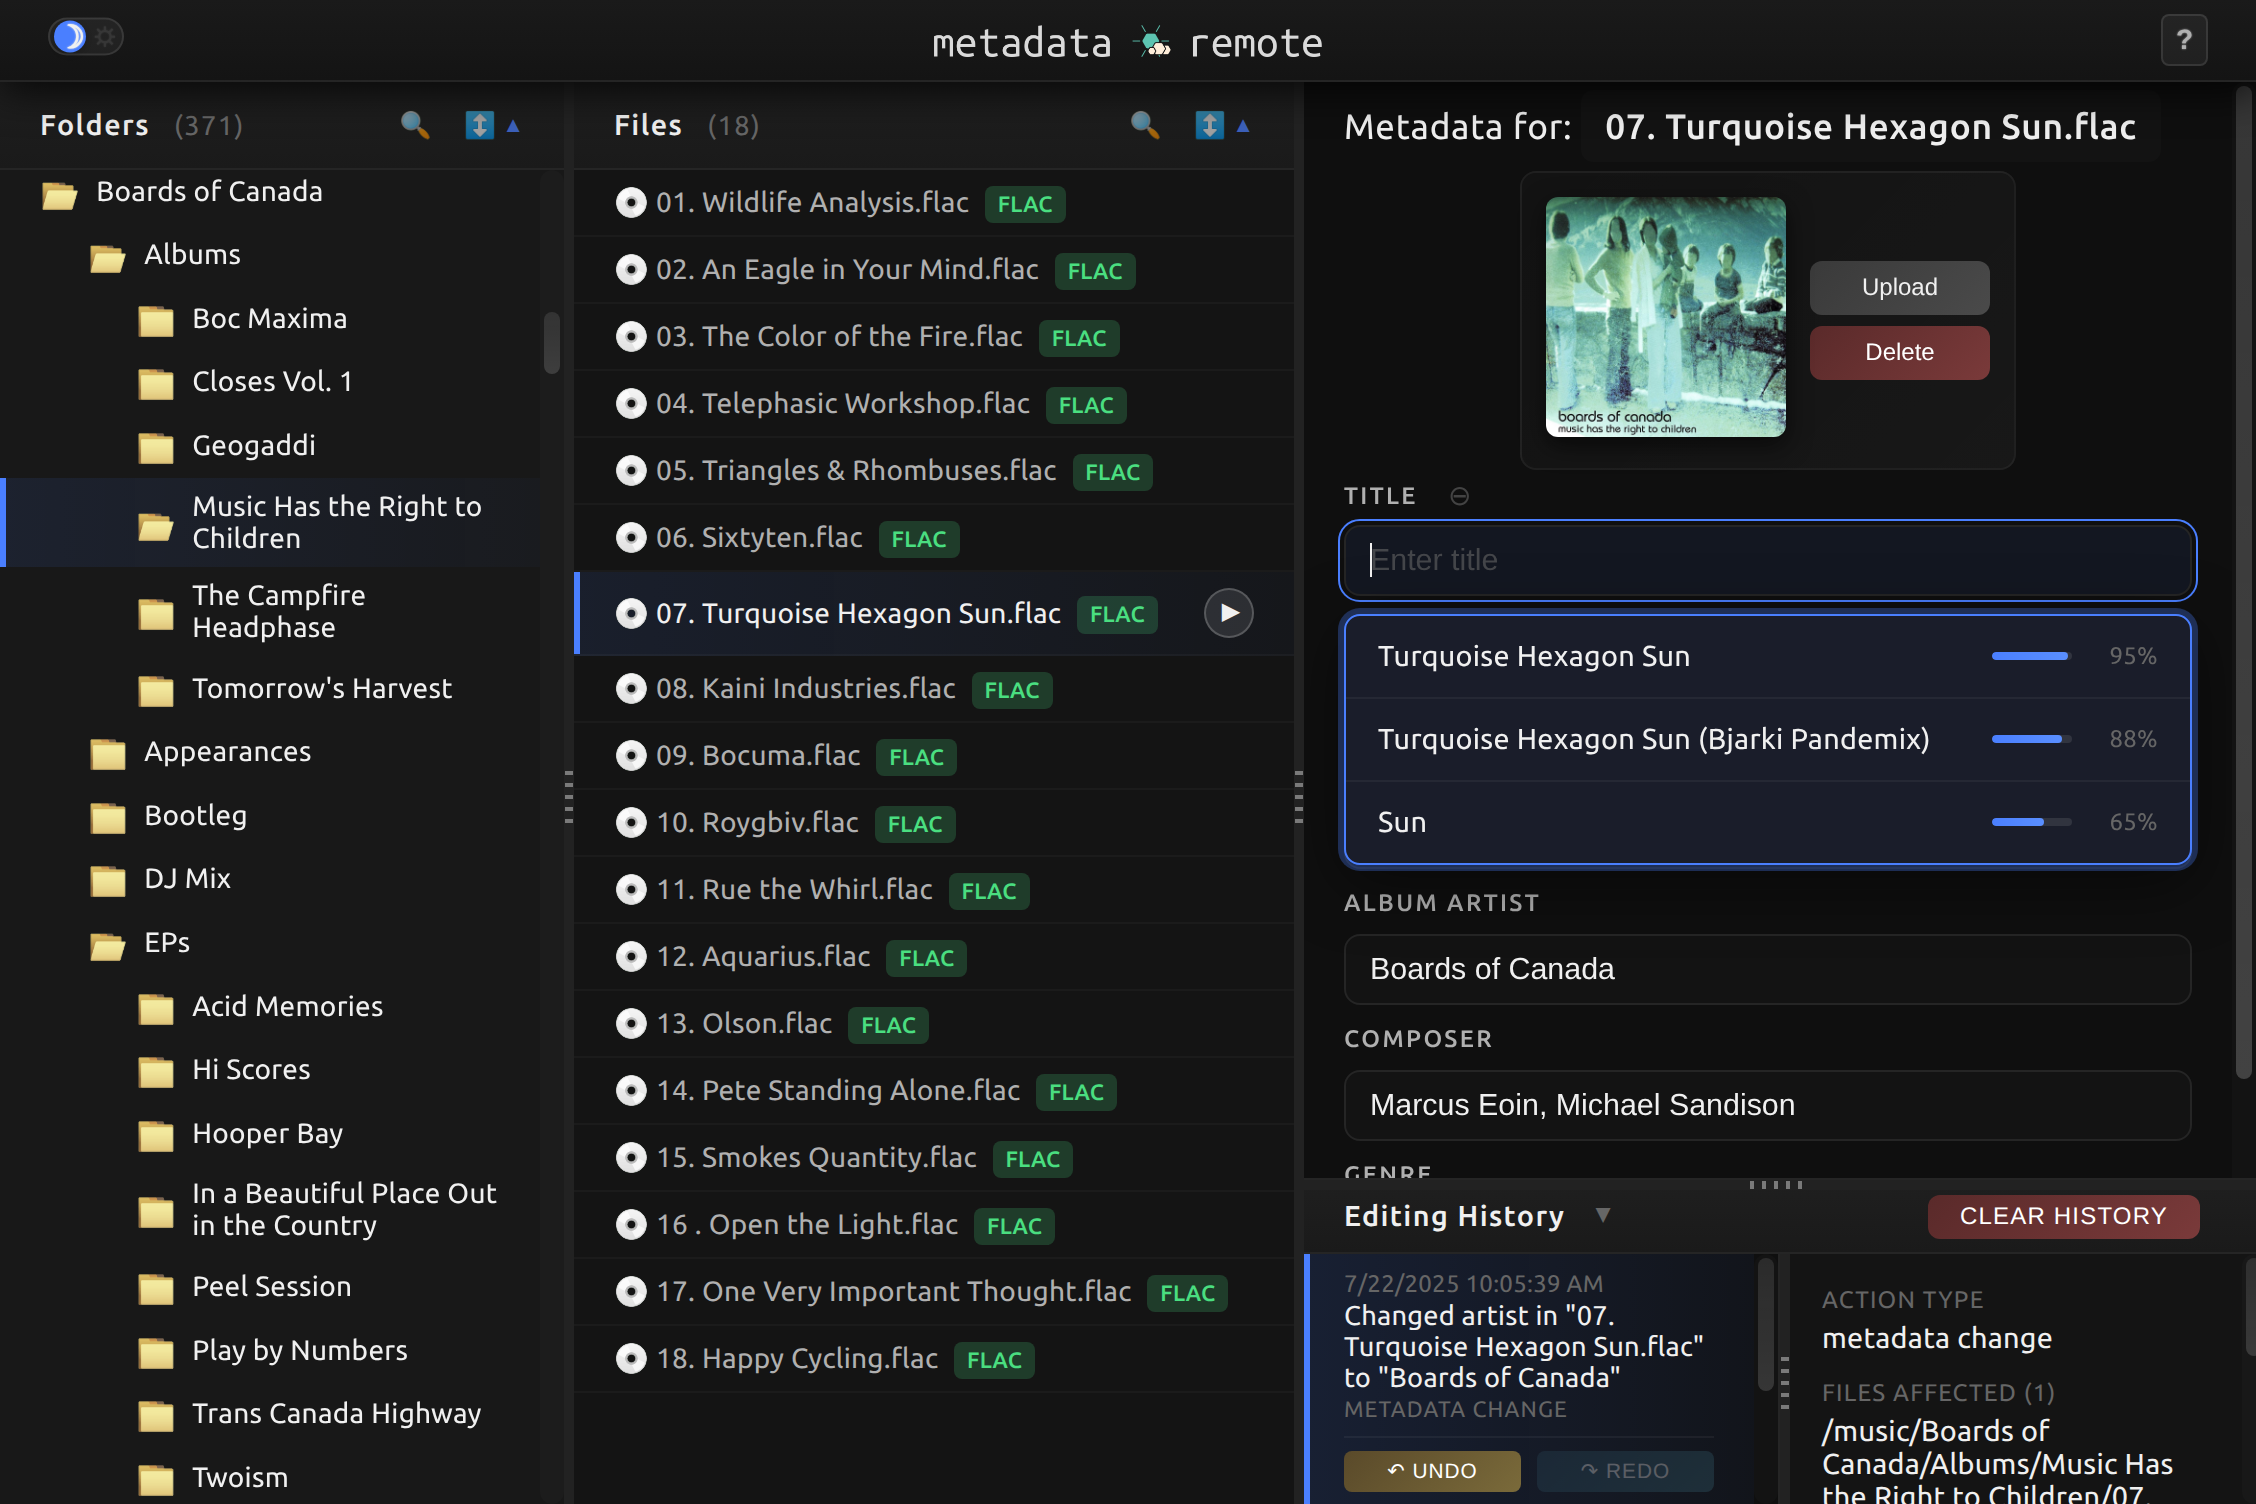 metadata remote
?
Folders (371)
Boards of Canada
Albums
Boc Maxima
Closes Vol. 1
Geogaddi
Music Has the Right to
Children
The Campfire
Headphase
Tomorrow's Harvest
Appearances
Bootleg
DJ Mix
EPs
Acid Memories
Hi Scores
Hooper Bay
In a Beautiful Place Out
in the Country
Peel Session
Play by Numbers
Trans Canada Highway
Twoism
Files (18)
01. Wildlife Analysis.flac FLAC
02. An Eagle in Your Mind.flac FLAC
03. The Color of the Fire.flac FLAC
04. Telephasic Workshop.flac FLAC
05. Triangles & Rhombuses.flac FLAC
06. Sixtyten.flac FLAC
07. Turquoise Hexagon Sun.flac FLAC
08. Kaini Industries.flac FLAC
09. Bocuma.flac FLAC
10. Roygbiv.flac FLAC
11. Rue the Whirl.flac FLAC
12. Aquarius.flac FLAC
13. Olson.flac FLAC
14. Pete Standing Alone.flac FLAC
15. Smokes Quantity.flac FLAC
16 . Open the Light.flac FLAC
17. One Very Important Thought.flac FLAC
18. Happy Cycling.flac FLAC
Metadata for: 07. Turquoise Hexagon Sun.flac
boards of canada
music has the right to children
Upload
Delete
TITLE
Enter title
Turquoise Hexagon Sun 95%
Turquoise Hexagon Sun (Bjarki Pandemix) 88%
Sun 65%
ALBUM ARTIST
Boards of Canada
COMPOSER
Marcus Eoin, Michael Sandison
GENRE
Editing History ▼
CLEAR HISTORY
7/22/2025 10:05:39 AM
Changed artist in "07.
Turquoise Hexagon Sun.flac"
to "Boards of Canada"
METADATA CHANGE
↶ UNDO
↷ REDO
ACTION TYPE
metadata change
FILES AFFECTED (1)
/music/Boards of
Canada/Albums/Music Has
the Right to Children/07.